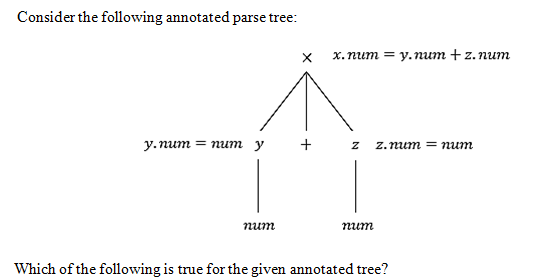 Consider the following annotated parse tree:
x x.num = y.num + z.num
y.num = num y + z z.num = num
num num
Which of the following is true for the given annotated tree?